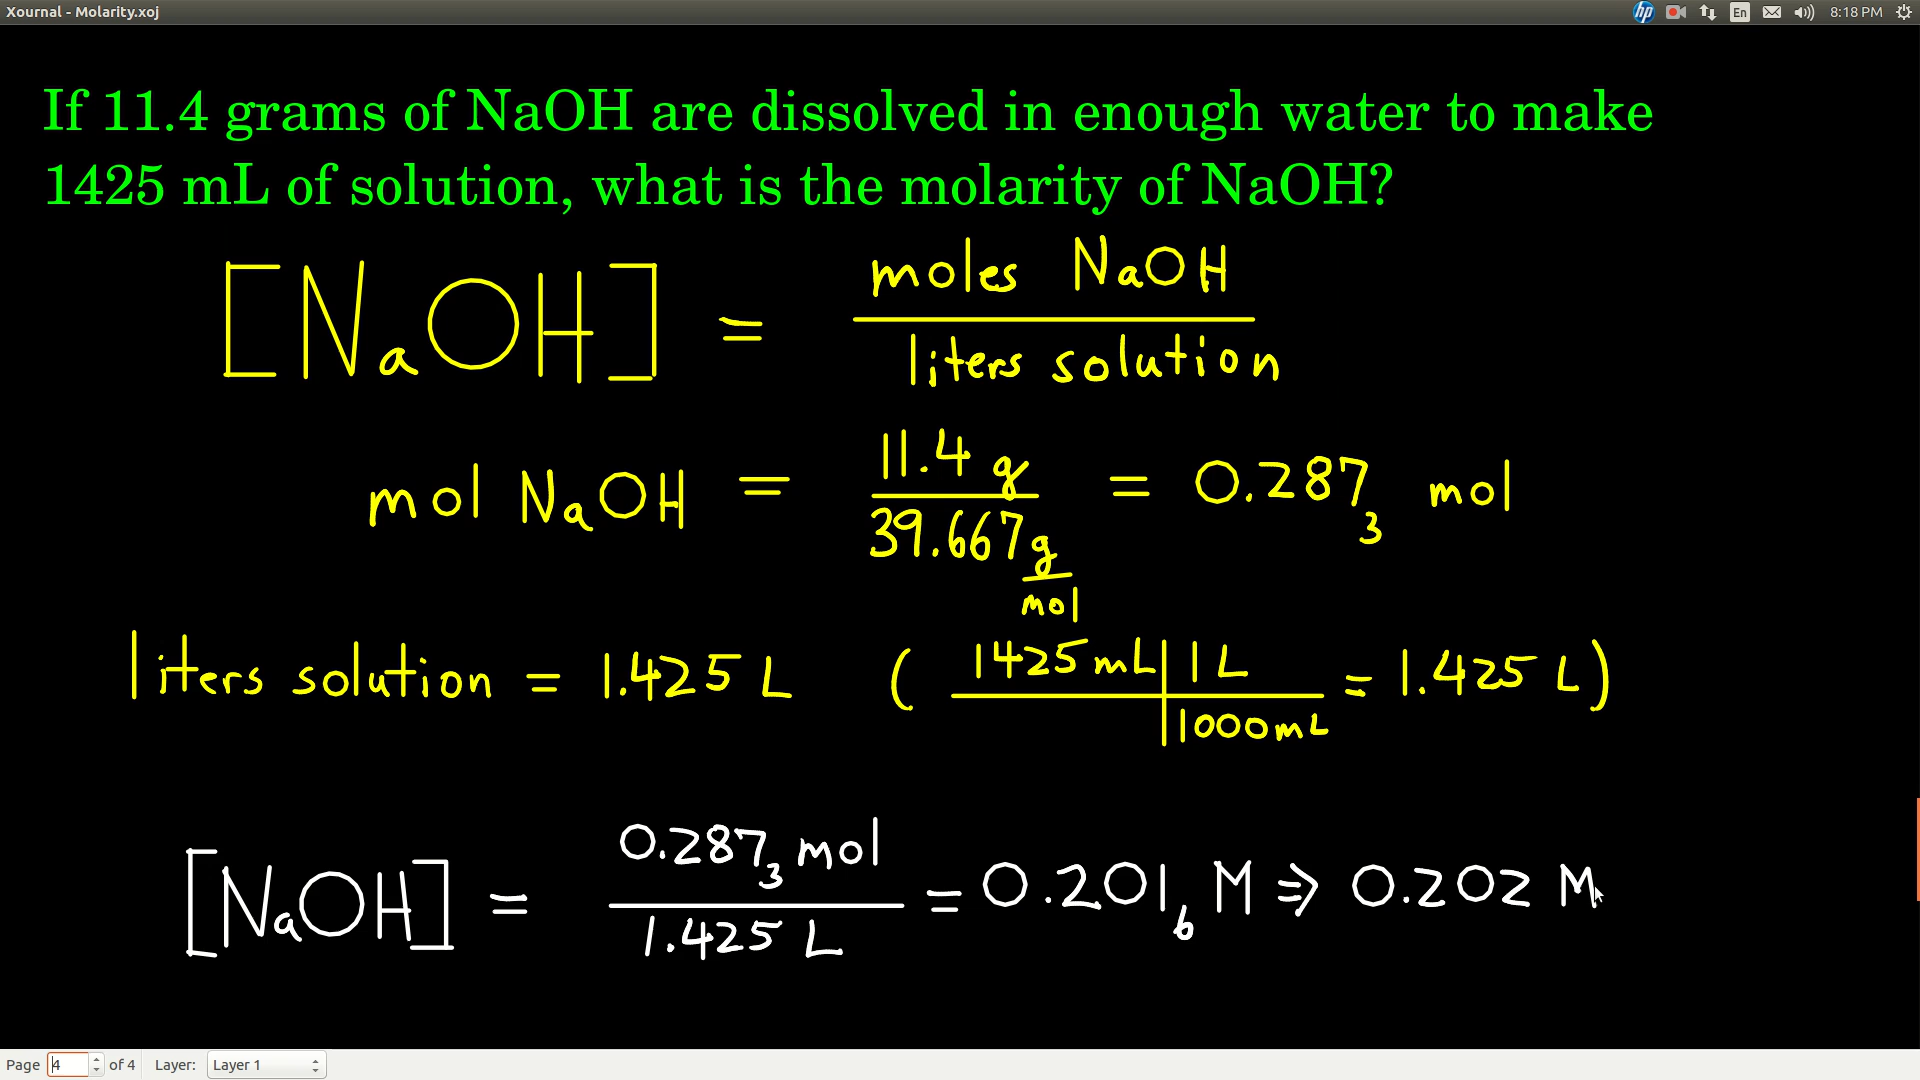 Xournal - Molarity.xoj
hp En 8:18 PM
If 11.4 grams of NaOH are dissolved in enough water to make
1425 mL of solution, what is the molarity of NaOH?
[NaOH] = moles NaOH / liters solution
mol NaOH = 11.4 g / 39.667 g/mol = 0.287₃ mol
liters solution = 1.425 L ( 1425 mL | 1 L / 1000 mL = 1.425 L )
[NaOH] = 0.287₃ mol / 1.425 L = 0.201₆ M ⇒ 0.202 M
Page 4 of 4 Layer: Layer 1